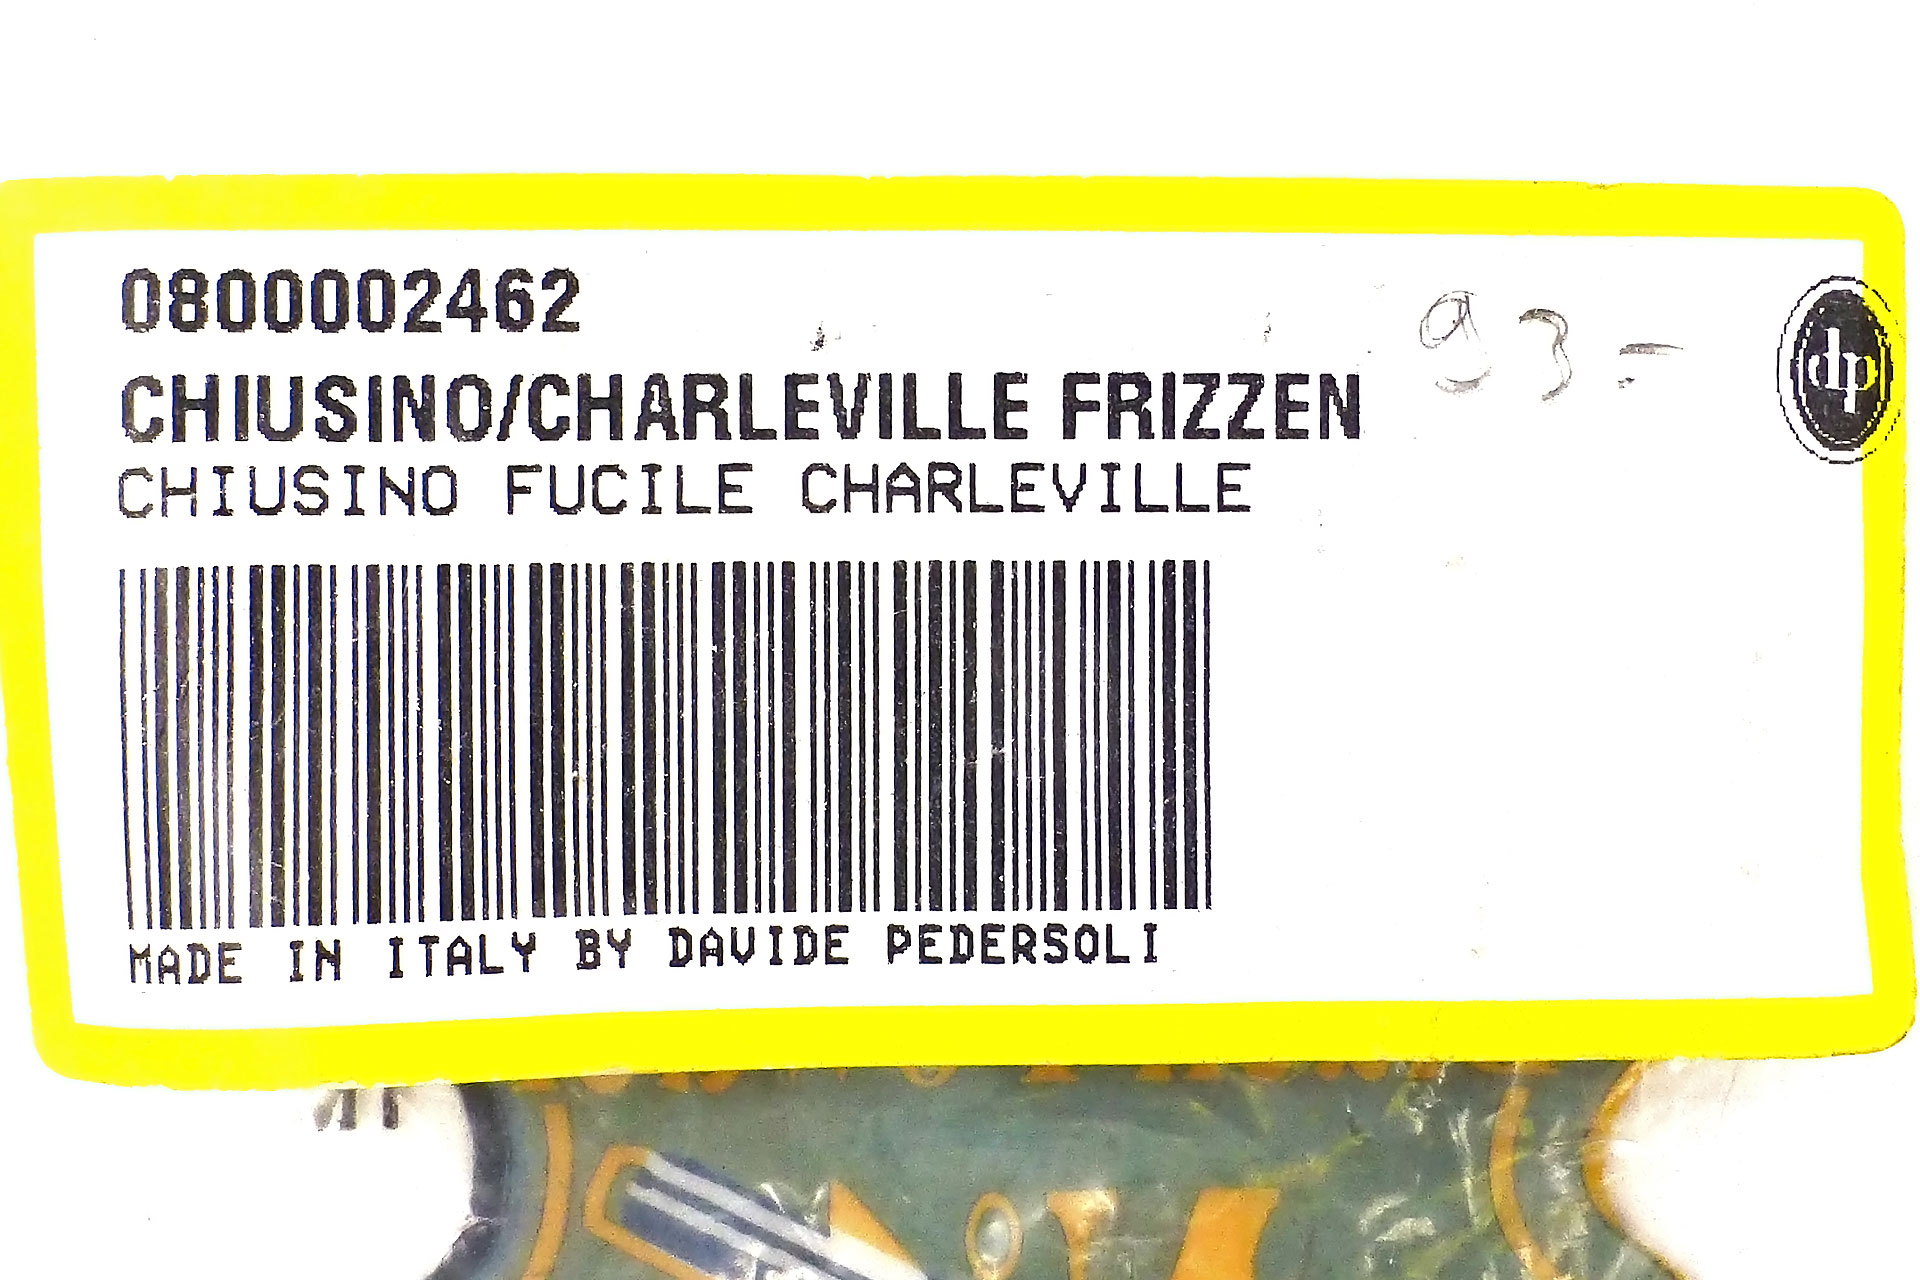 0800002462
93-
CHIUSINO/CHARLEVILLE FRIZZEN
dp
CHIUSINO FUCILE CHARLEVILLE
MADE IN ITALY BY DAVIDE PEDERSOLI